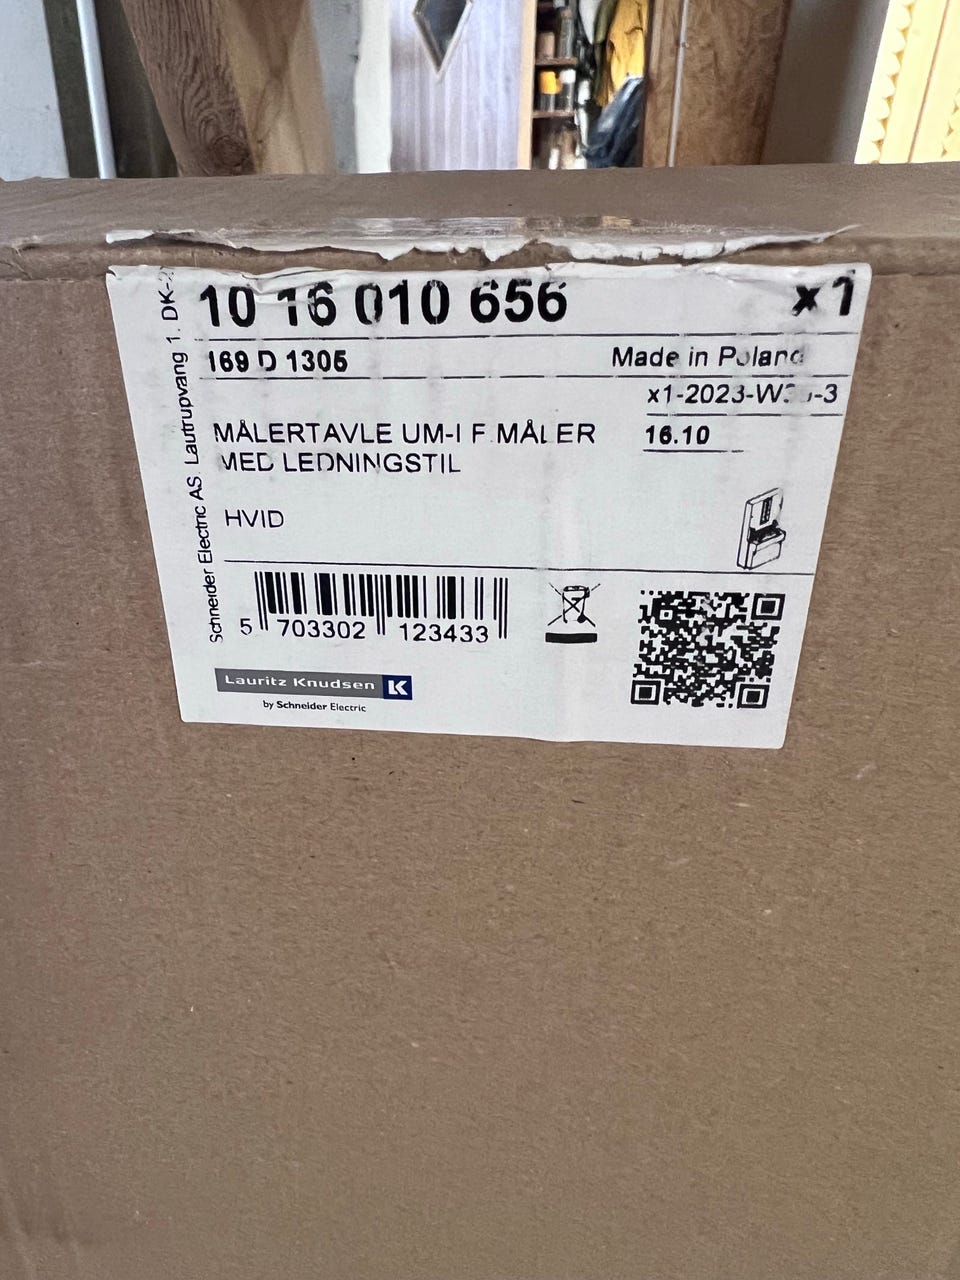 10 16 010 656
x1
169 D 1305
Made in Poland
16.10
MÅLERTAVLE UM-I F.MÅLER
MED LEDNINGSTIL
HVID
5 703302 123433
Lauritz Knudsen
by Schneider Electric
Schneider Electric AS. Lautrupvang 1. DK-